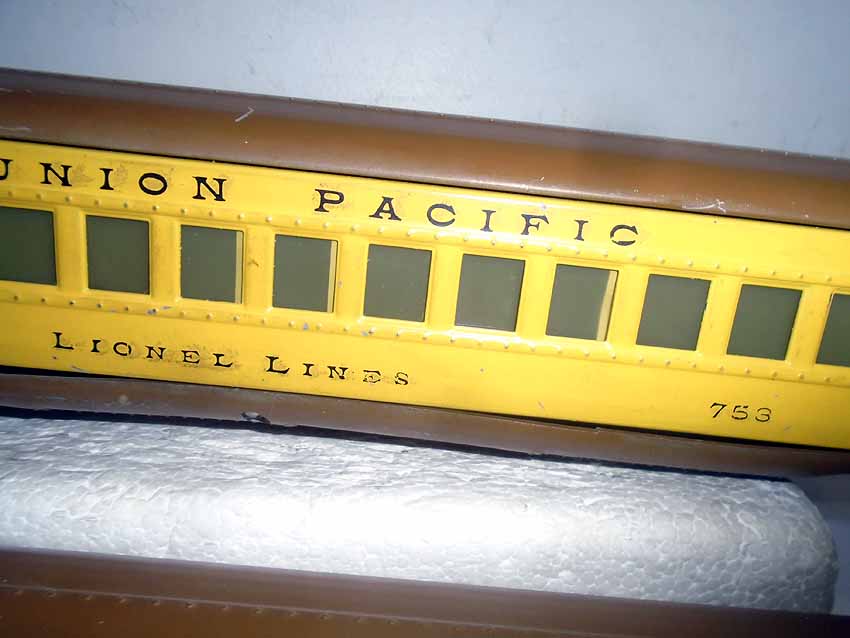 UNION PACIFIC
LIONEL LINES
753